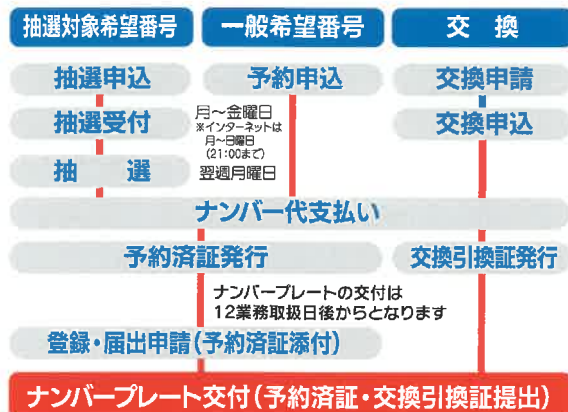 抽選対象希望番号
一般希望番号
交 換
抽選申込
予約申込
交換申請
抽選受付
月〜金曜日
※インターネットは
月〜日曜日
(21:00まで)
交換申込
抽 選
翌週月曜日
ナンバー代支払い
予約済証発行
交換引換証発行
ナンバープレートの交付は
12業務取扱日後からとなります
登録・届出申請(予約済証添付)
ナンバープレート交付(予約済証・交換引換証提出)